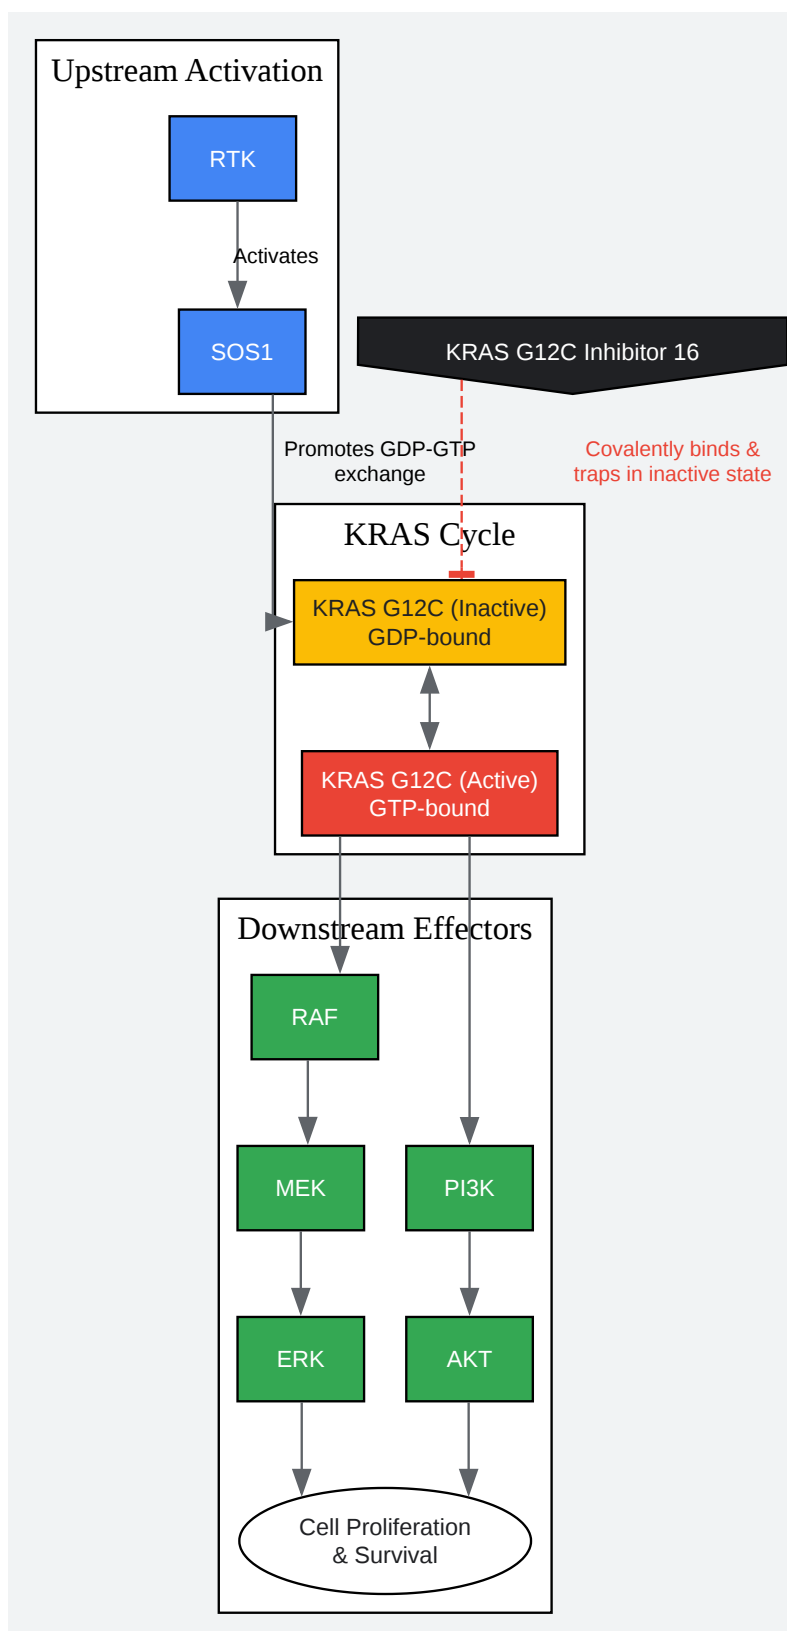 Upstream Activation
RTK
Activates
SOS1
KRAS G12C Inhibitor 16
Promotes GDP-GTP
exchange
Covalently binds &
traps in inactive state
KRAS Cycle
KRAS G12C (Inactive)
GDP-bound
KRAS G12C (Active)
GTP-bound
Downstream Effectors
RAF
MEK
PI3K
ERK
AKT
Cell Proliferation
& Survival